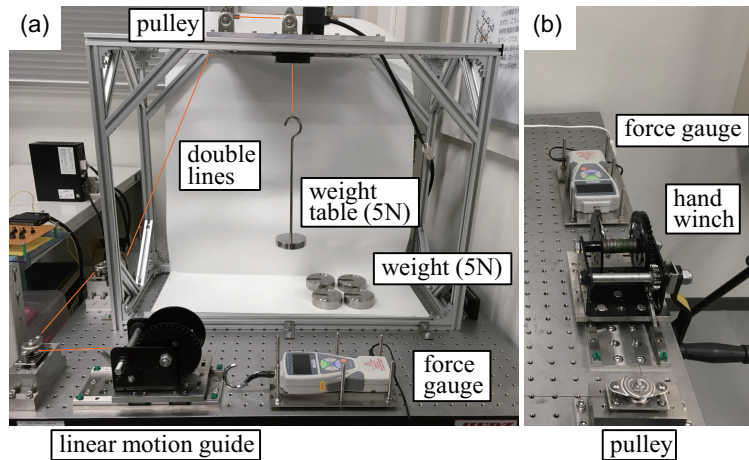 (a)
pulley
double
lines
weight
table (5N)
weight (5N)
force
gauge
linear motion guide
(b)
force gauge
hand
winch
pulley